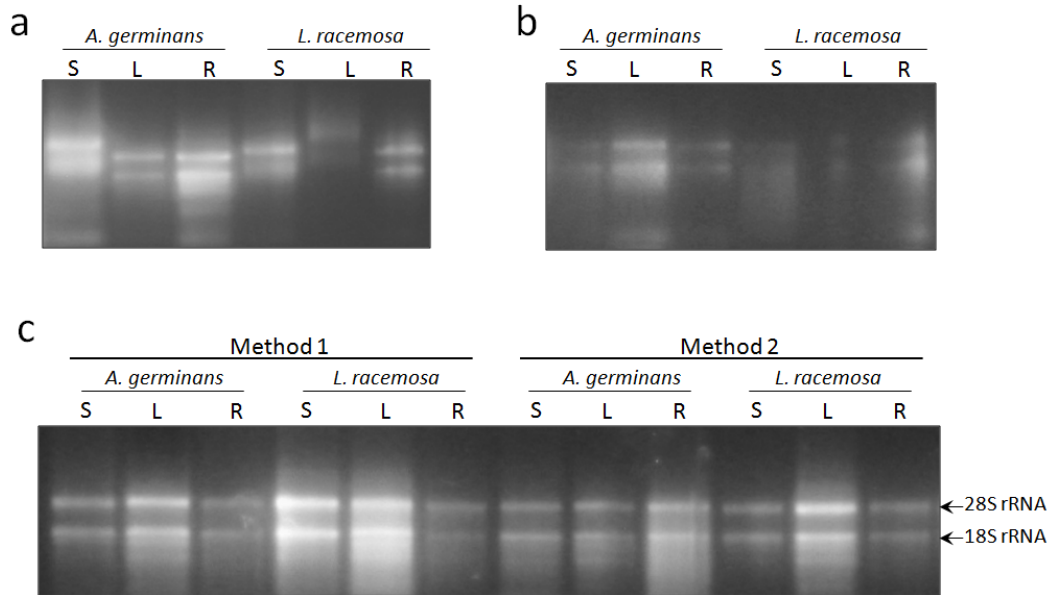 a
A. germinans L. racemosa
S L R S L R
b
A. germinans L. racemosa
S L R S L R
c
Method 1 Method 2
A. germinans L. racemosa A. germinans L. racemosa
S L R S L R S L R S L R
28S rRNA
18S rRNA